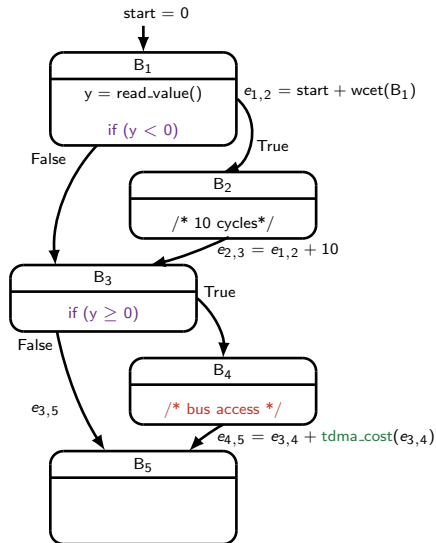 start = 0
B₁
y = read_value()
e₁,₂ = start + wcet(B₁)
if (y < 0)
False
True
B₂
/* 10 cycles*/
e₂,₃ = e₁,₂ + 10
B₃
if (y ≥ 0)
True
False
B₄
/* bus access */
e₃,₅
e₄,₅ = e₃,₄ + tdma_cost(e₃,₄)
B₅